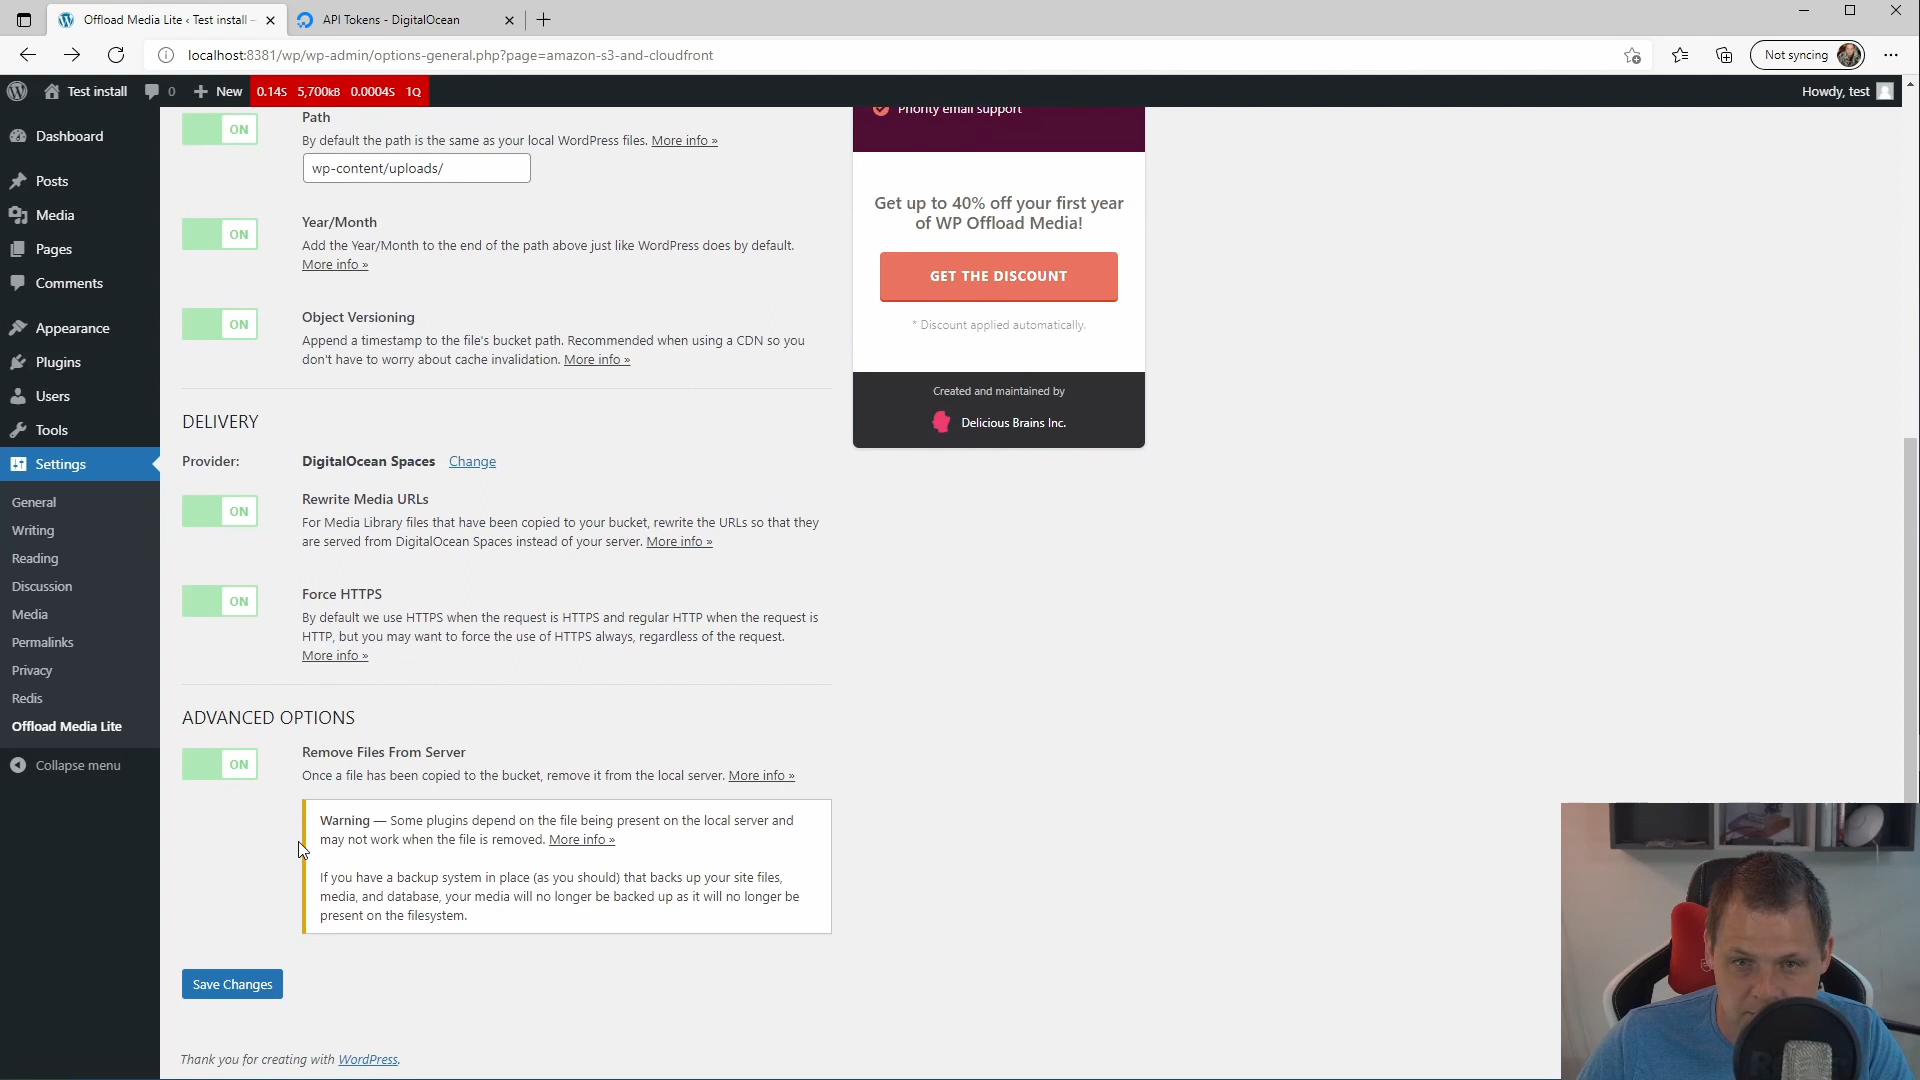 Offload Media Lite ‹ Test install –
API Tokens - DigitalOcean
localhost:8381/wp/wp-admin/options-general.php?page=amazon-s3-and-cloudfront
Not syncing
Test install
0
New
0.14S 5,700kB 0.0004S 1Q
Howdy, test
Dashboard
Posts
Media
Pages
Comments
Appearance
Plugins
Users
Tools
Settings
General
Writing
Reading
Discussion
Media
Permalinks
Privacy
Redis
Offload Media Lite
Collapse menu
ON
Path
By default the path is the same as your local WordPress files. More info »
wp-content/uploads/
ON
Year/Month
Add the Year/Month to the end of the path above just like WordPress does by default.
More info »
ON
Object Versioning
Append a timestamp to the file's bucket path. Recommended when using a CDN so you
don't have to worry about cache invalidation. More info »
DELIVERY
Provider:
DigitalOcean Spaces Change
ON
Rewrite Media URLs
For Media Library files that have been copied to your bucket, rewrite the URLs so that they
are served from DigitalOcean Spaces instead of your server. More info »
ON
Force HTTPS
By default we use HTTPS when the request is HTTPS and regular HTTP when the request is
HTTP, but you may want to force the use of HTTPS always, regardless of the request.
More info »
ADVANCED OPTIONS
ON
Remove Files From Server
Once a file has been copied to the bucket, remove it from the local server. More info »
Warning — Some plugins depend on the file being present on the local server and
may not work when the file is removed. More info »
If you have a backup system in place (as you should) that backs up your site files,
media, and database, your media will no longer be backed up as it will no longer be
present on the filesystem.
Save Changes
Thank you for creating with WordPress.
Priority email support
Get up to 40% off your first year
of WP Offload Media!
GET THE DISCOUNT
* Discount applied automatically.
Created and maintained by
Delicious Brains Inc.